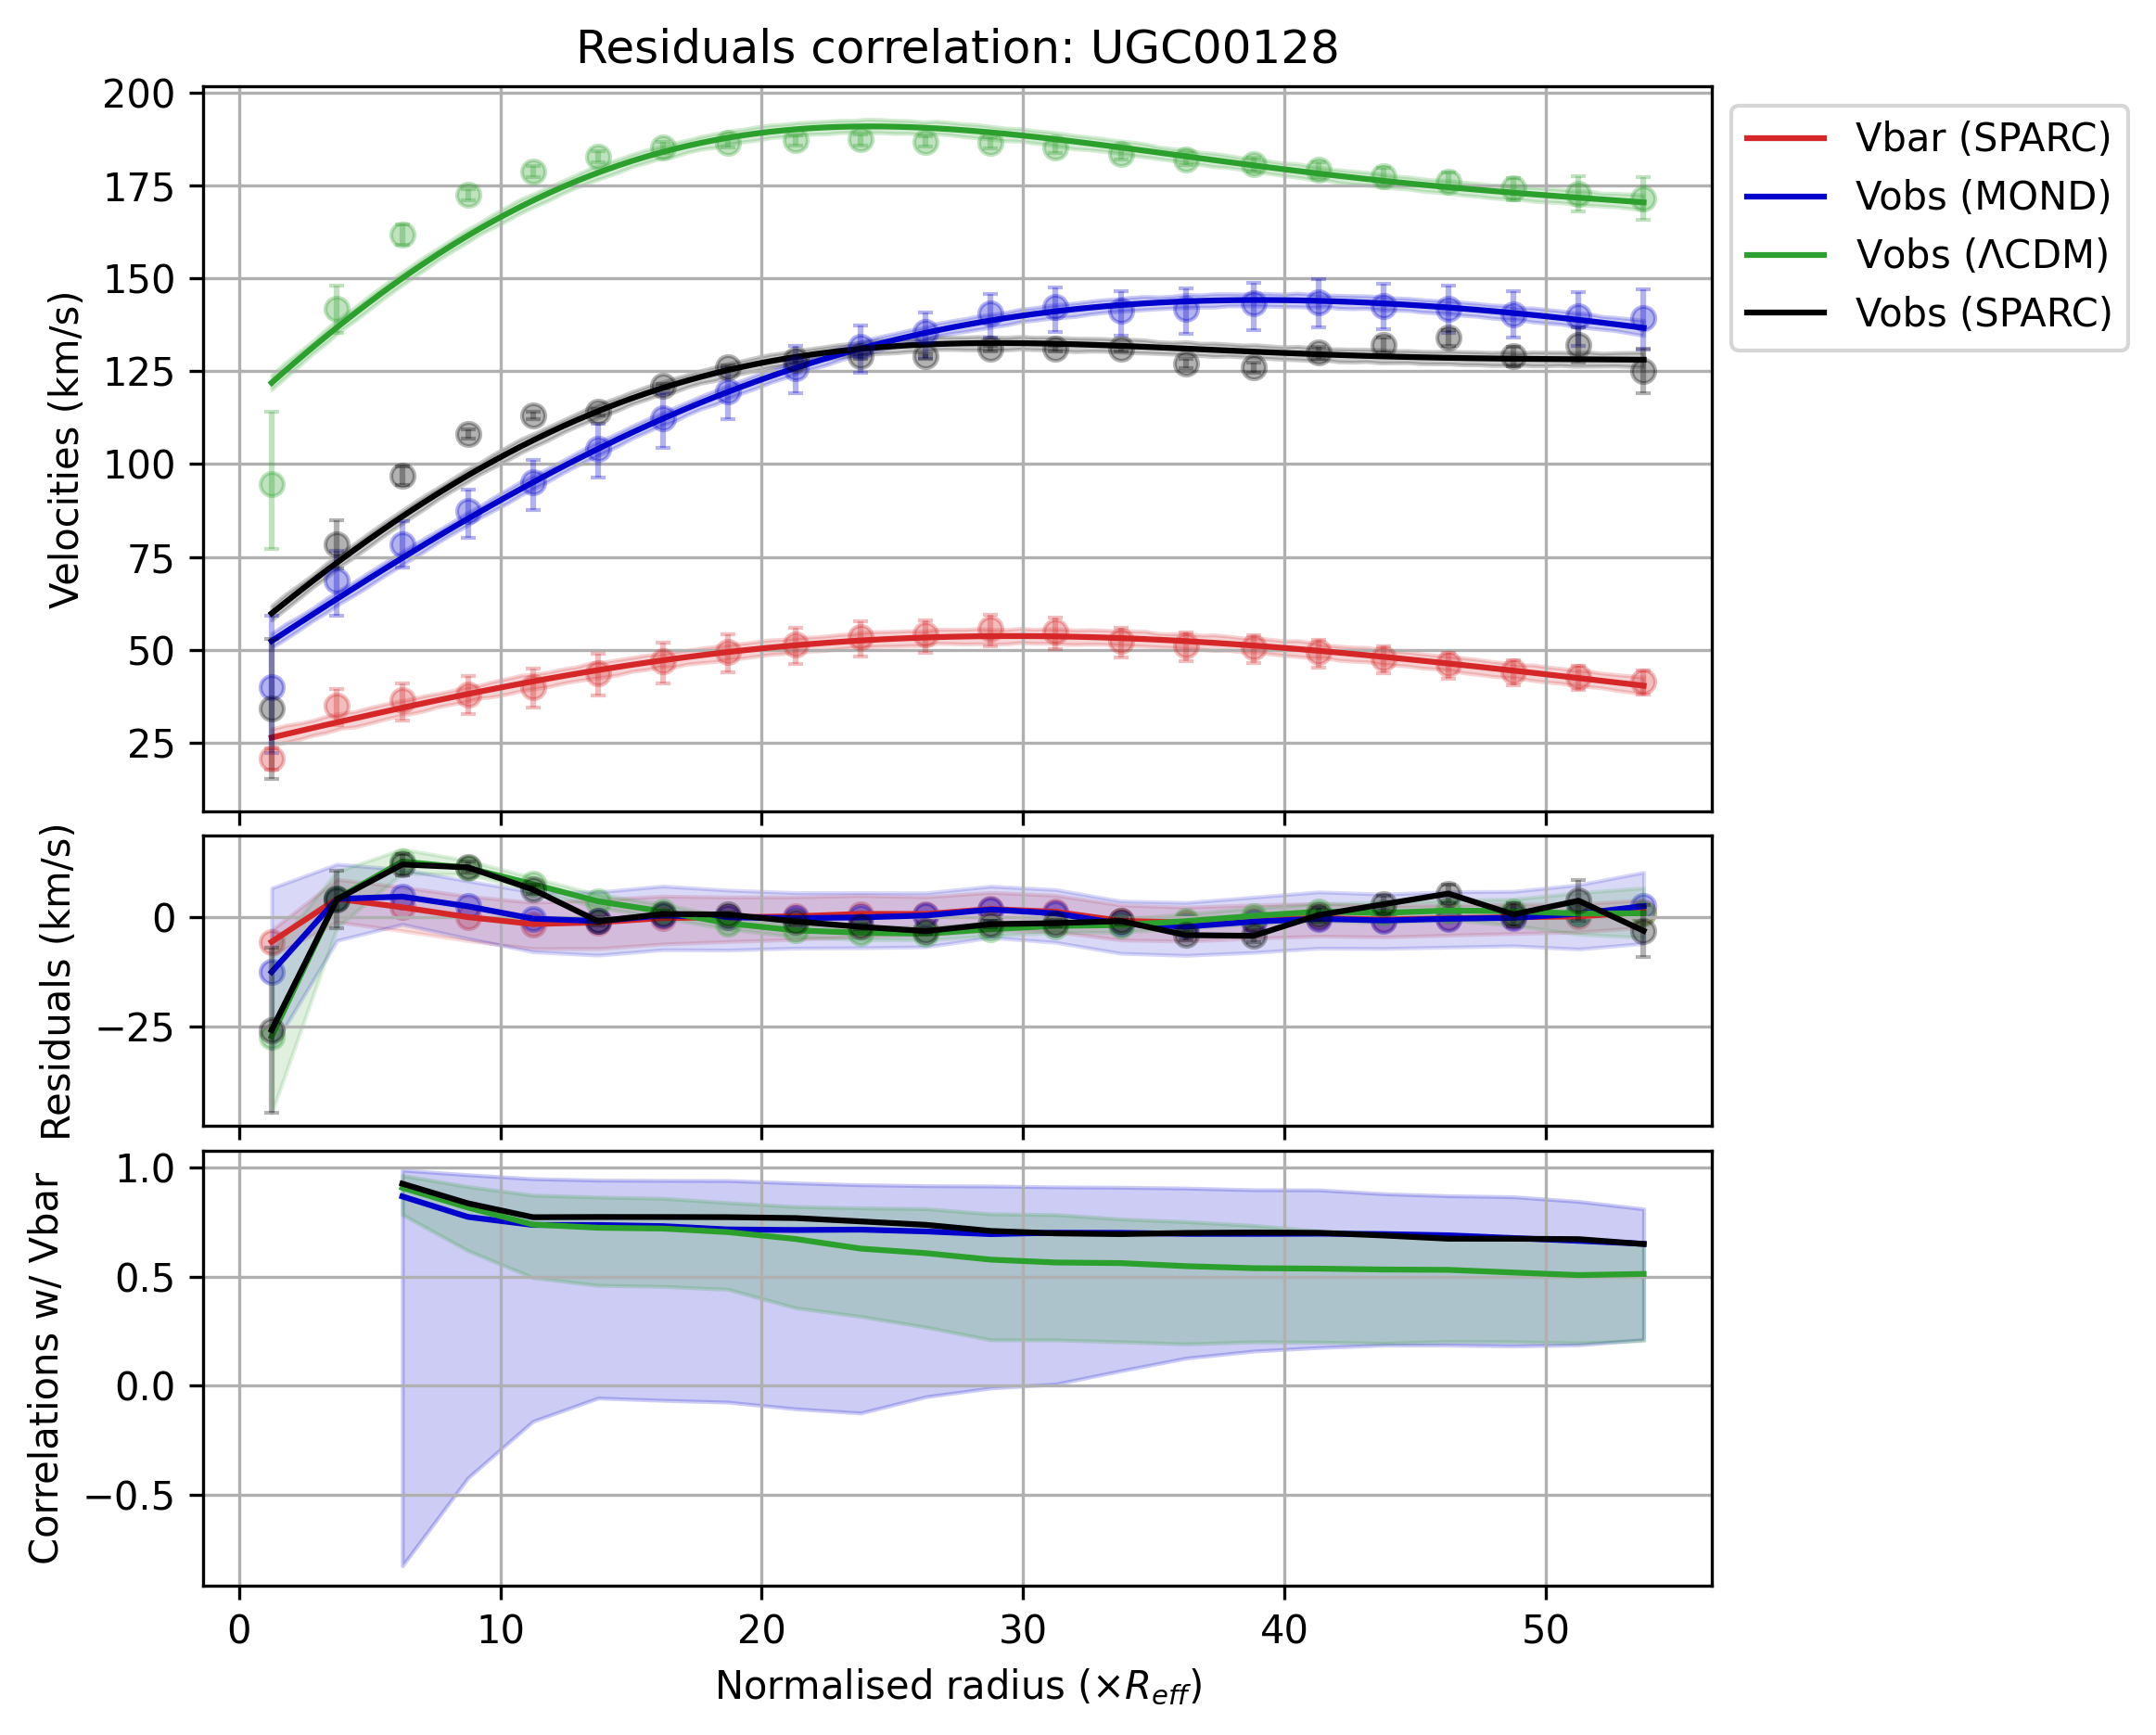 Residuals correlation: UGC00128
200
175
150
125
100
75
50
25
Velocities (km/s)
Vbar (SPARC)
Vobs (MOND)
Vobs (ΛCDM)
Vobs (SPARC)
0
−25
Residuals (km/s)
1.0
0.5
0.0
−0.5
Correlations w/ Vbar
0 10 20 30 40 50
Normalised radius (×R_eff)